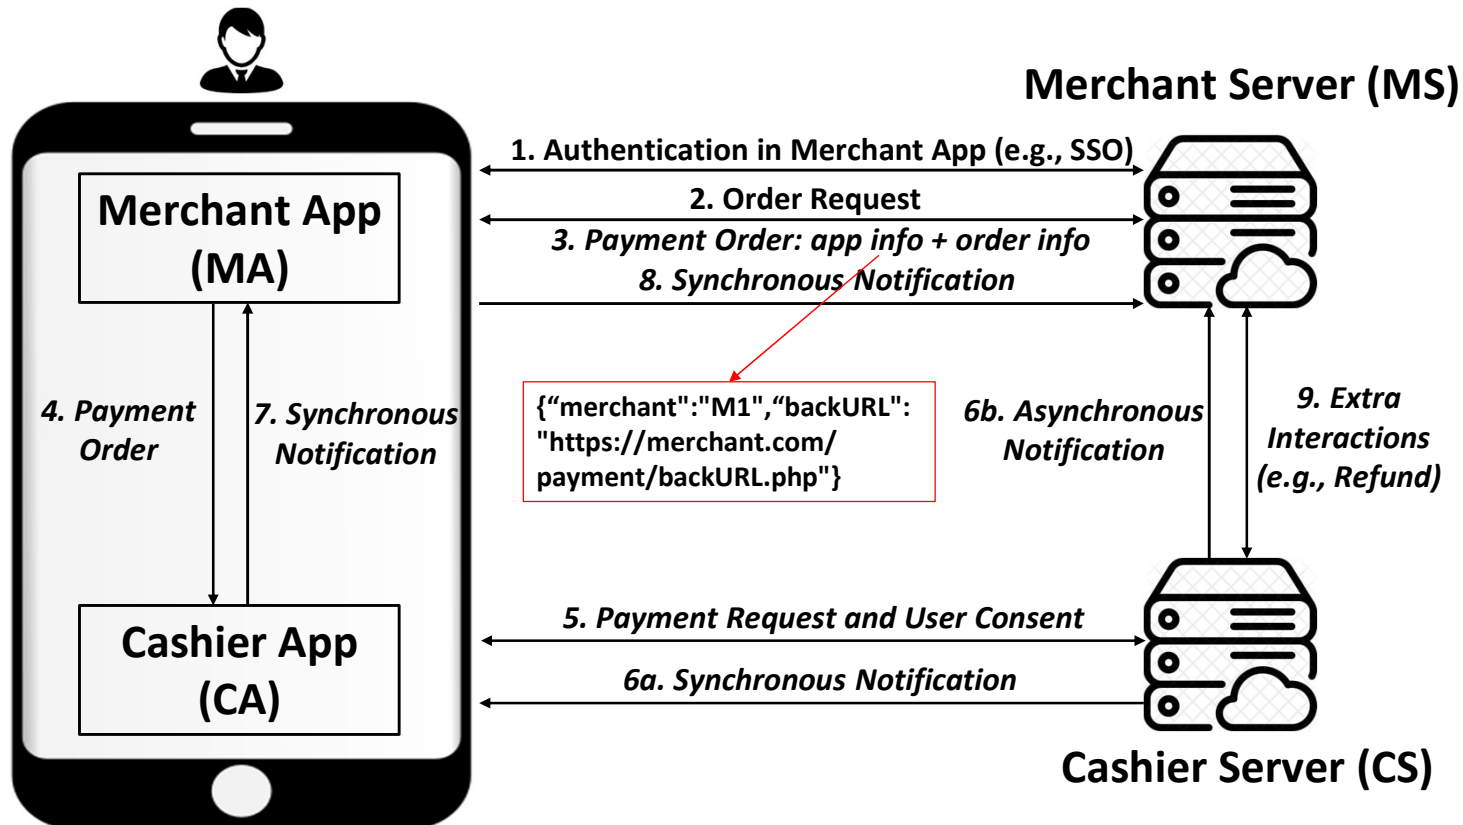 Merchant Server (MS)
1. Authentication in Merchant App (e.g., SSO)
2. Order Request
3. Payment Order: app info + order info
8. Synchronous Notification
Merchant App
(MA)
4. Payment
Order
7. Synchronous
Notification
{“merchant":"M1",“backURL":
"https://merchant.com/
payment/backURL.php"}
6b. Asynchronous
Notification
9. Extra
Interactions
(e.g., Refund)
Cashier App
(CA)
5. Payment Request and User Consent
6a. Synchronous Notification
Cashier Server (CS)